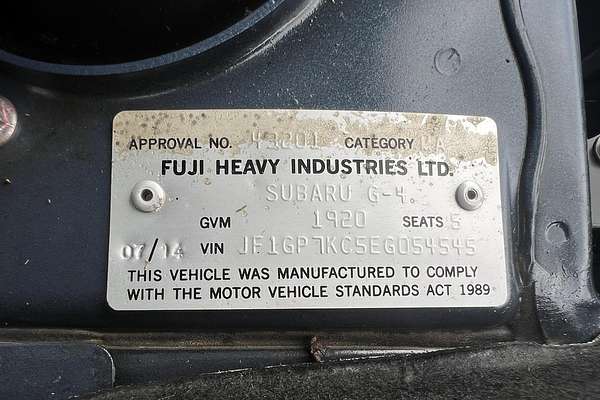 APPROVAL NO. 43201 CATEGORY MA
FUJI HEAVY INDUSTRIES LTD.
SUBARU G-4.
GVM 1920 SEATS 5
07/14 VIN JF1GP7KC5EG054545
THIS VEHICLE WAS MANUFACTURED TO COMPLY
WITH THE MOTOR VEHICLE STANDARDS ACT 1989